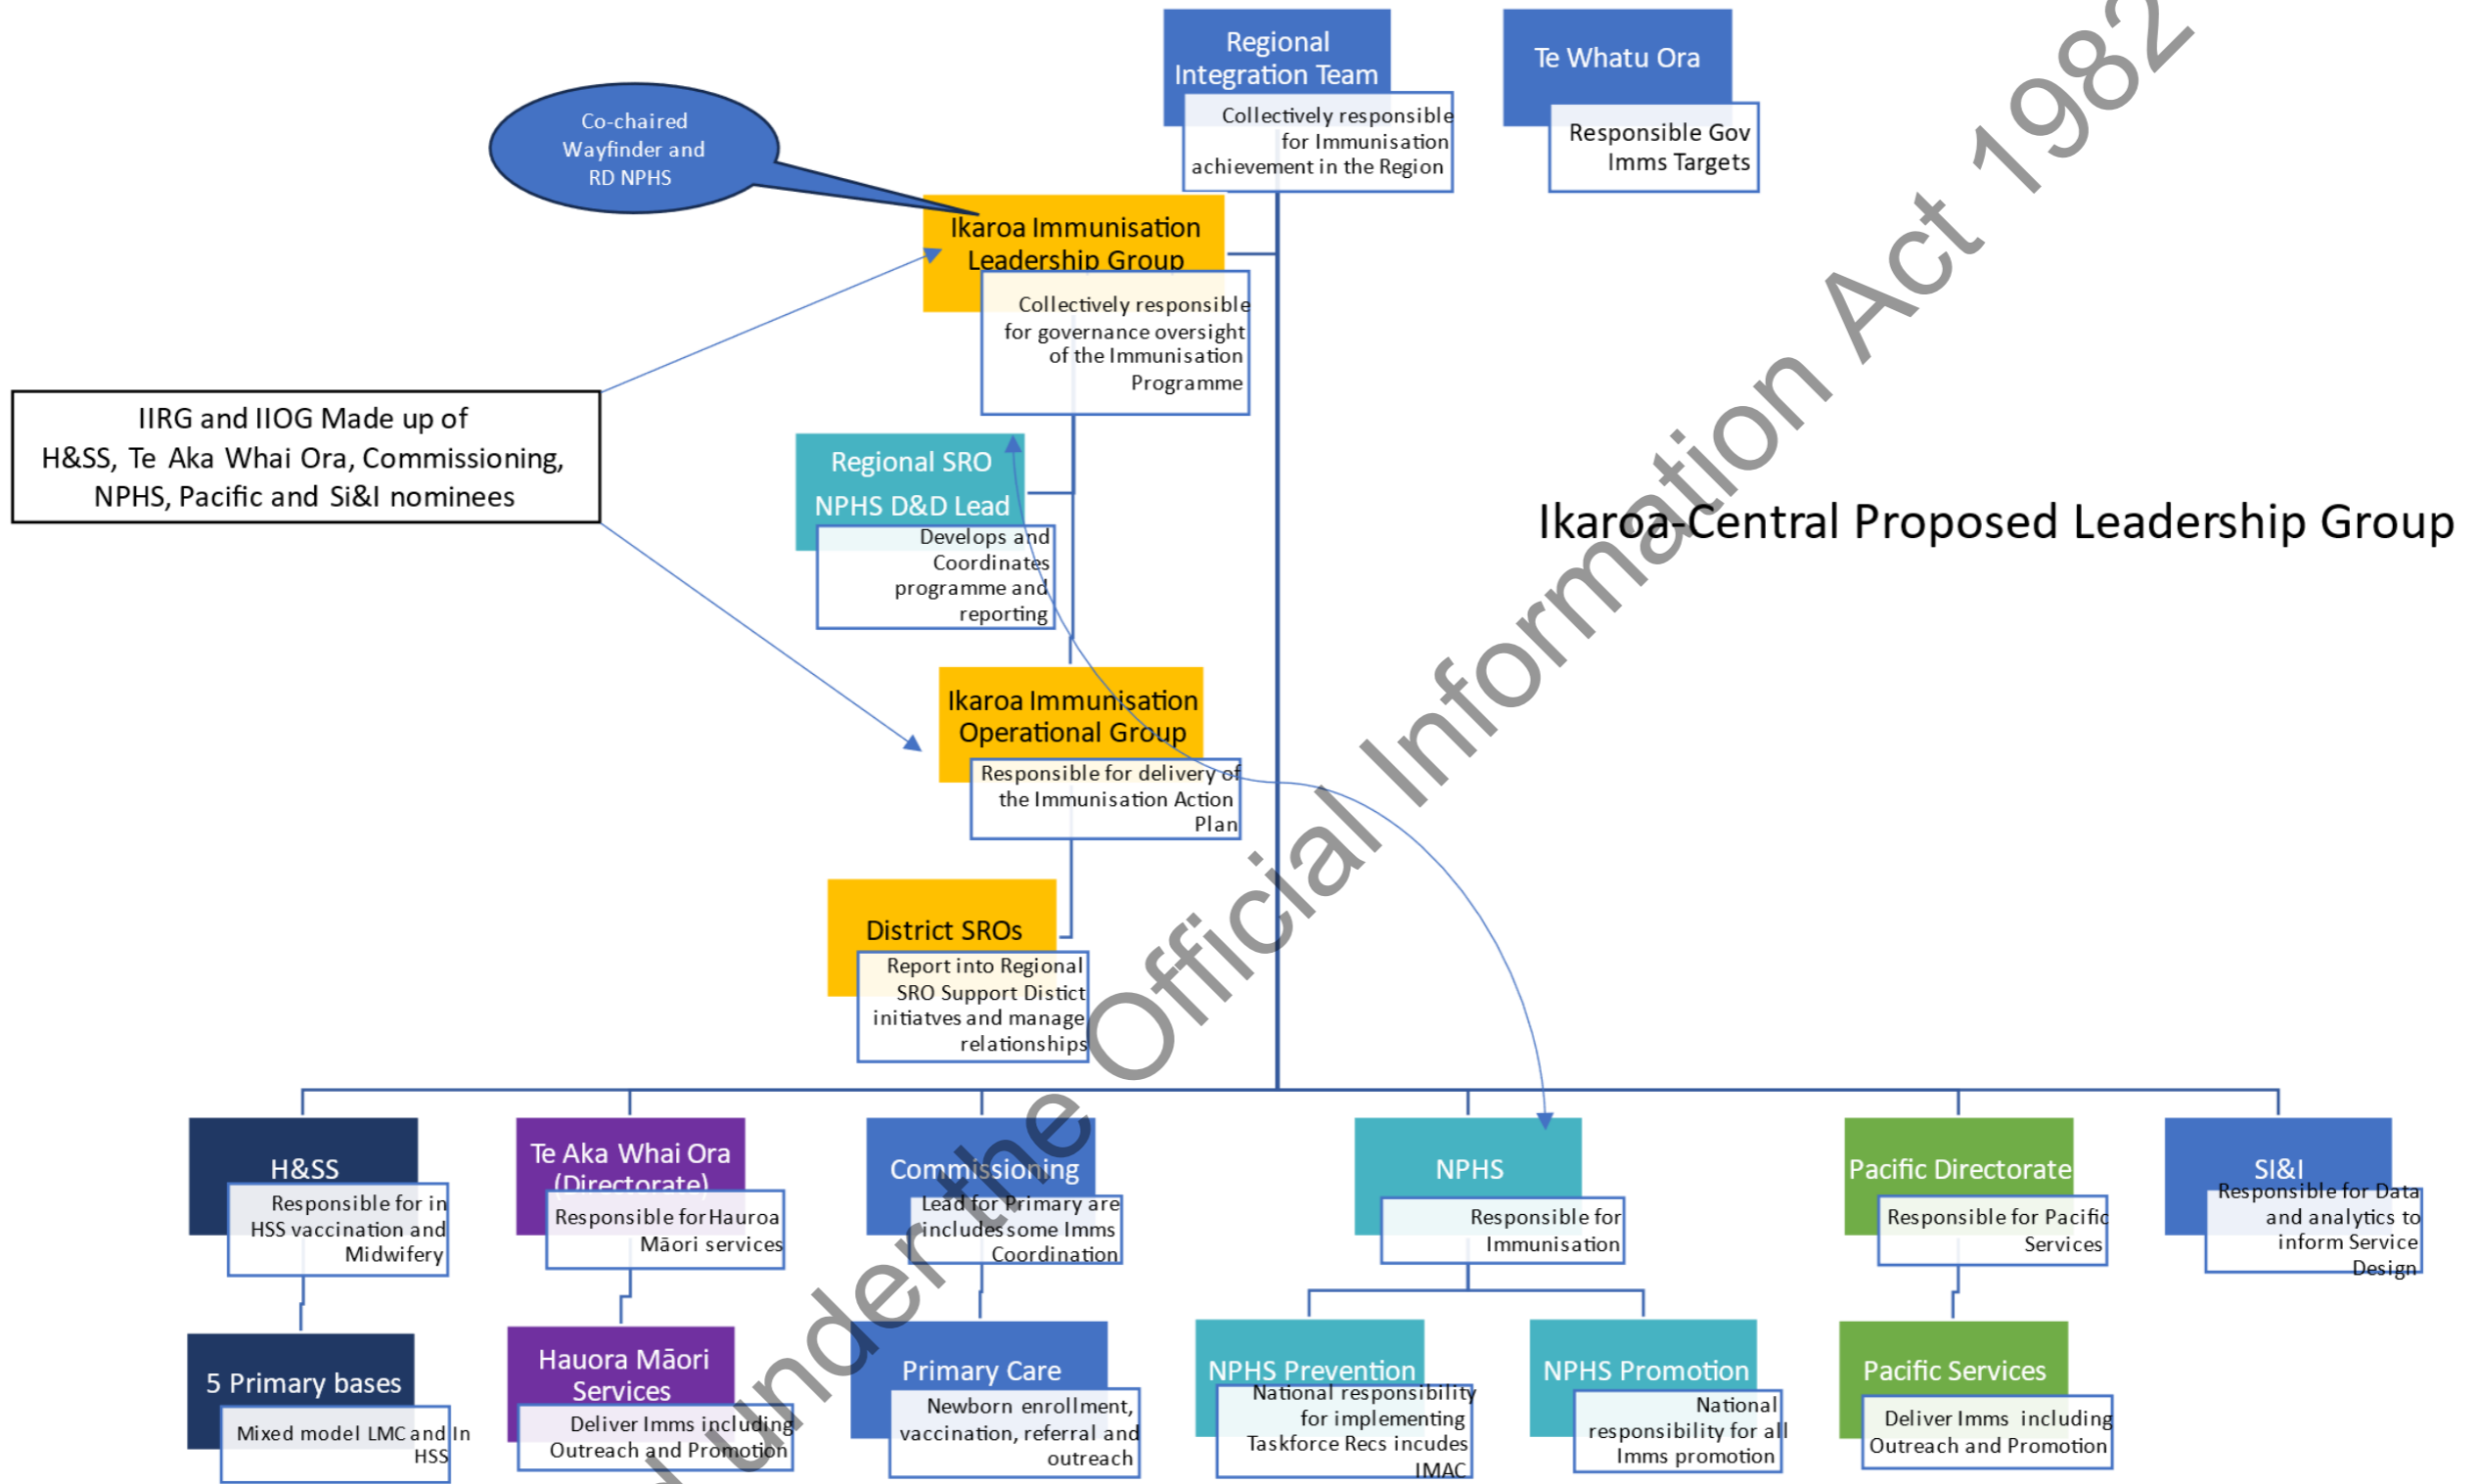 Regional
Integration Team
Collectively responsible
for Immunisation
achievement in the Region
Te Whatu Ora
Responsible Gov
Imms Targets
Co-chaired
Wayfinder and
RD NPHS
Ikaroa Immunisation
Leadership Group
Collectively responsible
for governance oversight
of the Immunisation
Programme
IIRG and IIOG Made up of
H&SS, Te Aka Whai Ora, Commissioning,
NPHS, Pacific and Si&I nominees
Regional SRO
NPHS D&D Lead
Develops and
Coordinates
programme and
reporting
Ikaroa-Central Proposed Leadership Group
Ikaroa Immunisation
Operational Group
Responsible for delivery of
the Immunisation Action
Plan
District SROs
Report into Regional
SRO Support Distict
initiatves and manage
relationships
H&SS
Responsible for in
HSS vaccination and
Midwifery
Te Aka Whai Ora
(Directorate)
Responsible for Hauroa
Māori services
Commissioning
Lead for Primary are
includes some Imms
Coordination
NPHS
Responsible for
Immunisation
Pacific Directorate
Responsible for Pacific
Services
SI&I
Responsible for Data
and analytics to
inform Service
Design
5 Primary bases
Mixed model LMC and In
HSS
Hauora Māori
Services
Deliver Imms including
Outreach and Promotion
Primary Care
Newborn enrollment,
vaccination, referral and
outreach
NPHS Prevention
National responsibility
for implementing
Taskforce Recs incudes
IMAC
NPHS Promotion
National
responsibility for all
Imms promotion
Pacific Services
Deliver Imms including
Outreach and Promotion
under the Official Information Act 1982